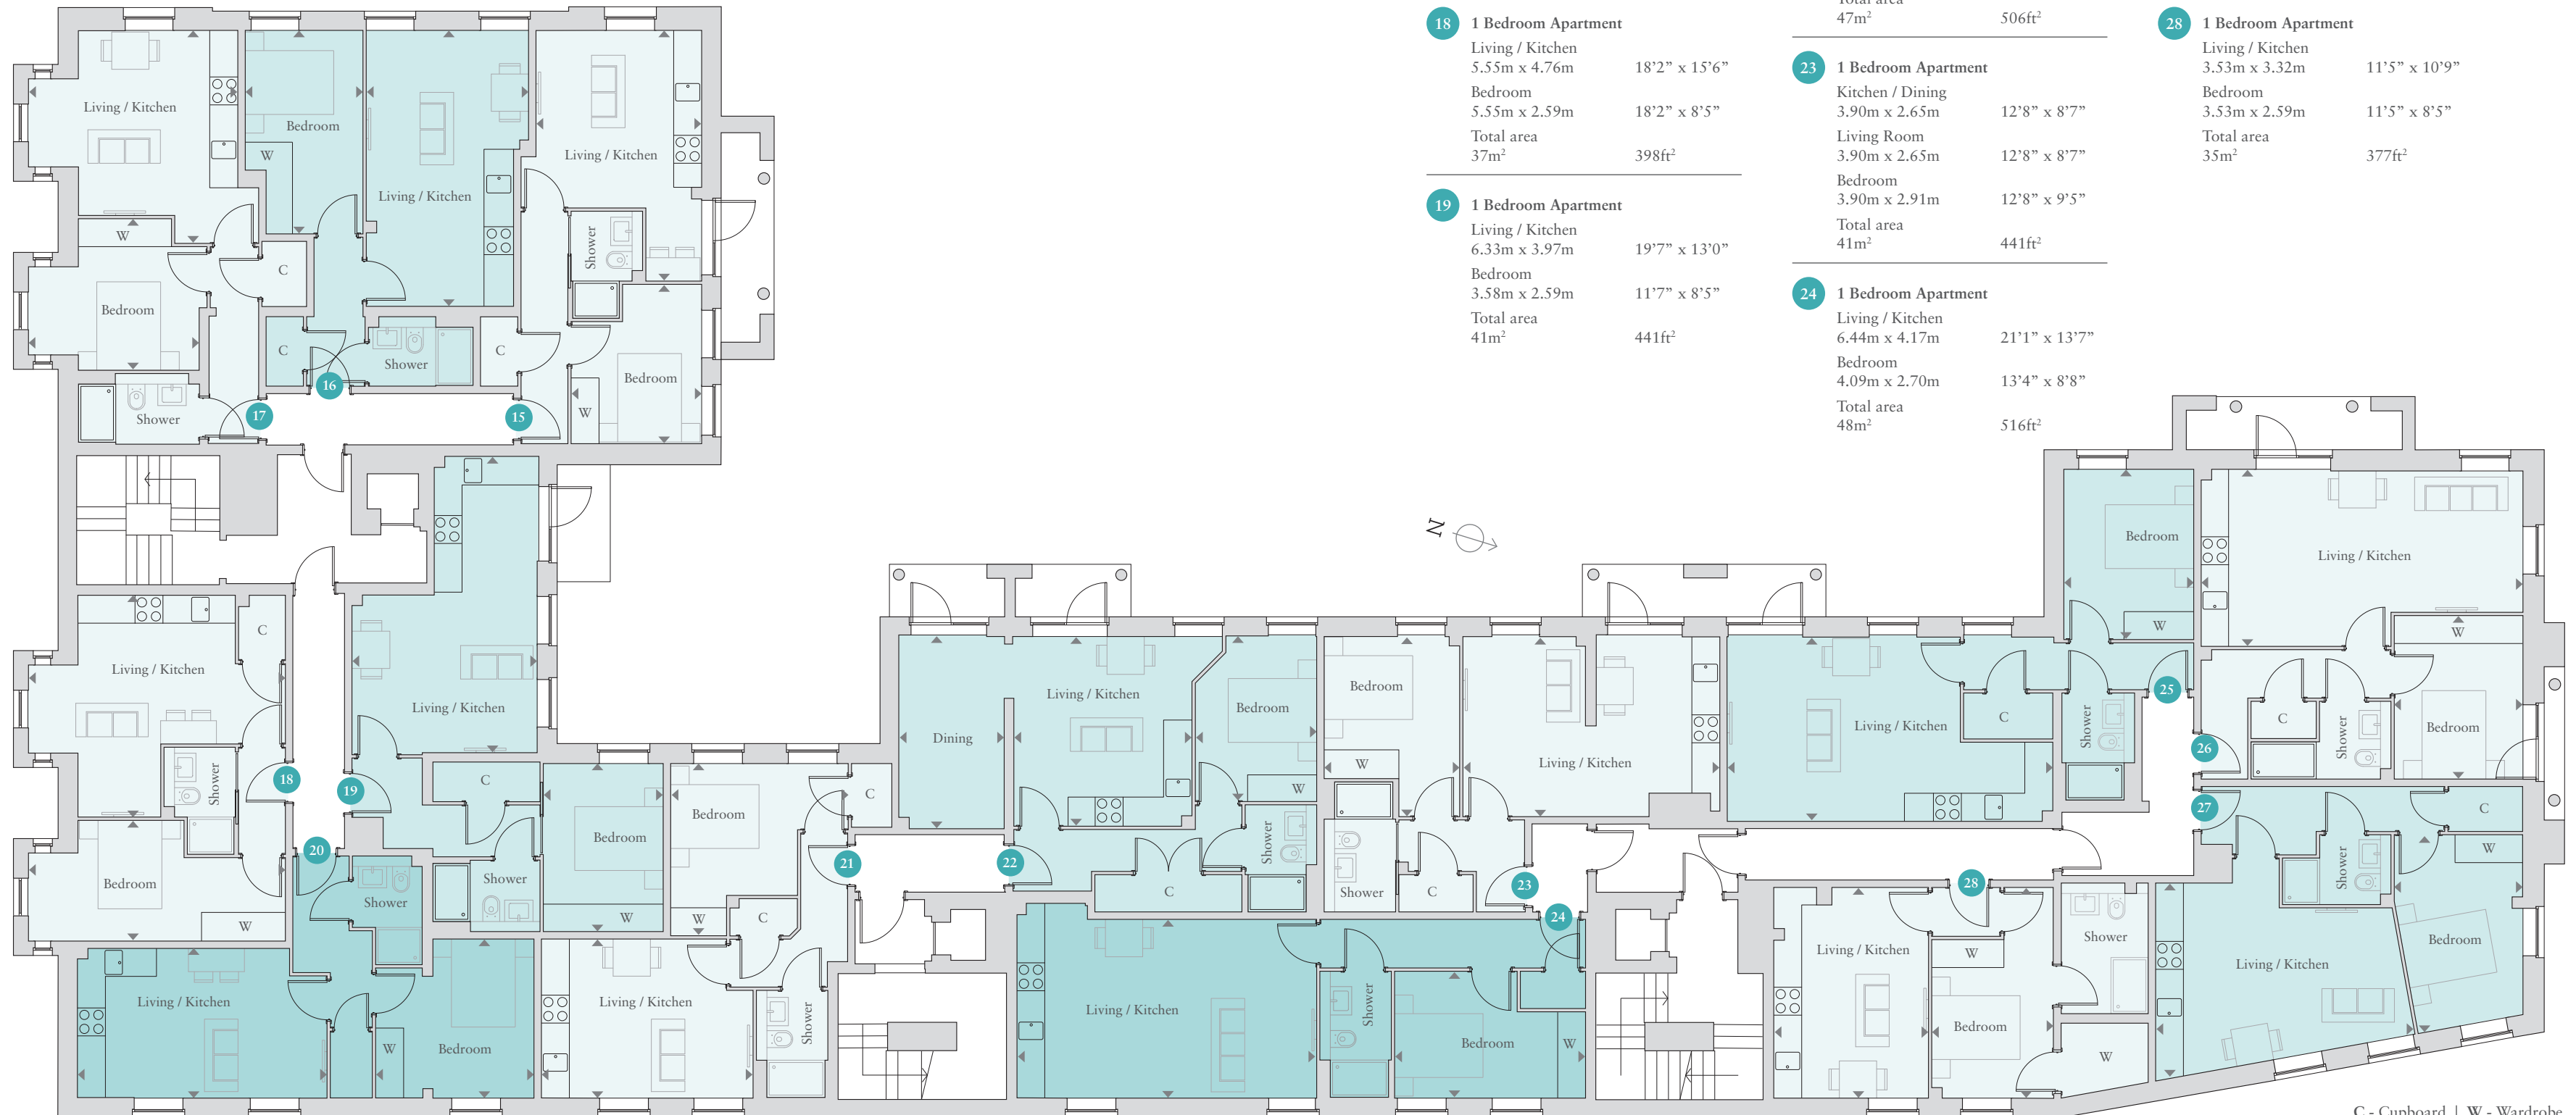 18 1 Bedroom Apartment
Living / Kitchen
5.55m x 4.76m 18’2” x 15’6”
Bedroom
5.55m x 2.59m 18’2” x 8’5”
Total area
37m² 398ft²
19 1 Bedroom Apartment
Living / Kitchen
6.33m x 3.97m 19’7” x 13’0”
Bedroom
3.58m x 2.59m 11’7” x 8’5”
Total area
41m² 441ft²
Total area
47m² 506ft²
23 1 Bedroom Apartment
Kitchen / Dining
3.90m x 2.65m 12’8” x 8’7”
Living Room
3.90m x 2.65m 12’8” x 8’7”
Bedroom
3.90m x 2.91m 12’8” x 9’5”
Total area
41m² 441ft²
24 1 Bedroom Apartment
Living / Kitchen
6.44m x 4.17m 21’1” x 13’7”
Bedroom
4.09m x 2.70m 13’4” x 8’8”
Total area
48m² 516ft²
28 1 Bedroom Apartment
Living / Kitchen
3.53m x 3.32m 11’5” x 10’9”
Bedroom
3.53m x 2.59m 11’5” x 8’5”
Total area
35m² 377ft²
Living / Kitchen
Bedroom
W
Living / Kitchen
Living / Kitchen
W
C
Shower
Bedroom
C
Shower
C
Bedroom
W
Shower
16
17
15
N
Living / Kitchen
C
Living / Kitchen
Shower
18
19
20
Bedroom
W
C
Bedroom
W
Shower
Shower
Living / Kitchen
W
Bedroom
Bedroom
W
C
C
21
22
Living / Kitchen
Shower
Dining
Living / Kitchen
Bedroom
W
Shower
C
Bedroom
W
Living / Kitchen
Shower
C
23
24
Living / Kitchen
Shower
Bedroom
W
Bedroom
W
Living / Kitchen
C
Shower
25
Living / Kitchen
W
Bedroom
C
Shower
26
27
28
C
W
Shower
Bedroom
Living / Kitchen
Living / Kitchen
W
Bedroom
Shower
W
C - Cupboard | W - Wardrobe